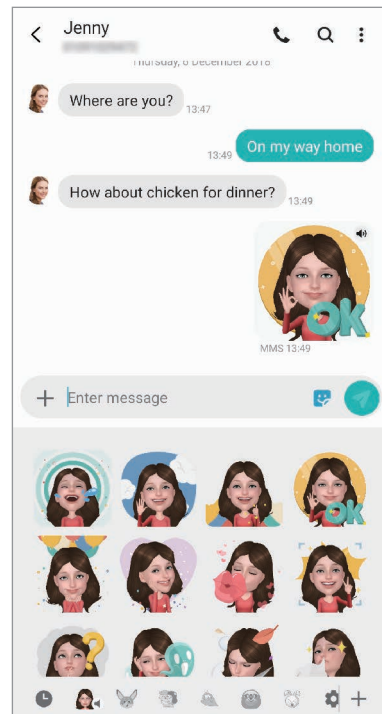 Jenny
Thursday, 6 December 2018
Where are you?
13:47
On my way home
13:49
How about chicken for dinner?
13:49
OK
MMS 13:49
Enter message
OK